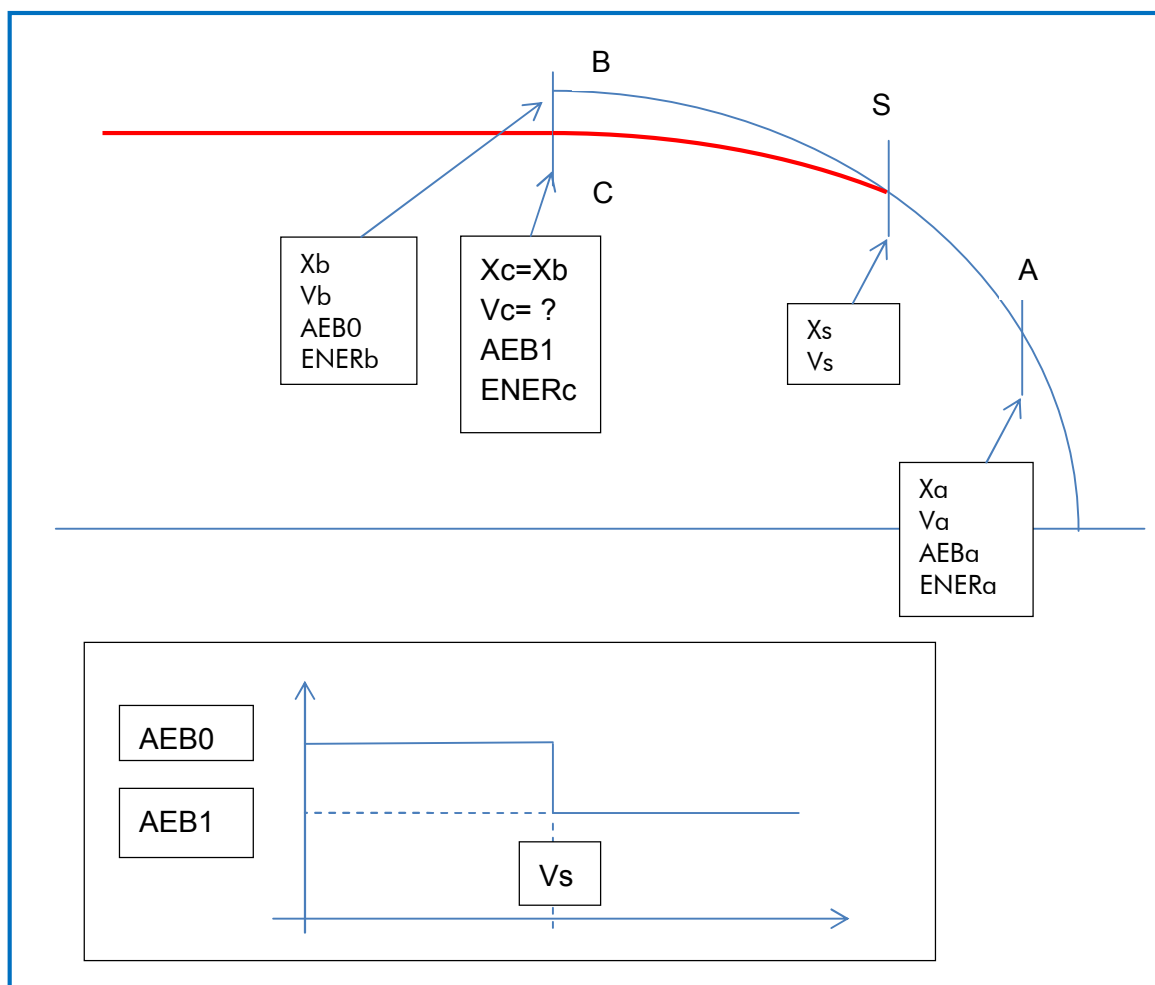 B
S
C
A
Xb
Vb
AEB0
ENERb
Xc=Xb
Vc= ?
AEB1
ENERc
Xs
Vs
Xa
Va
AEBa
ENERa
AEB0
AEB1
Vs